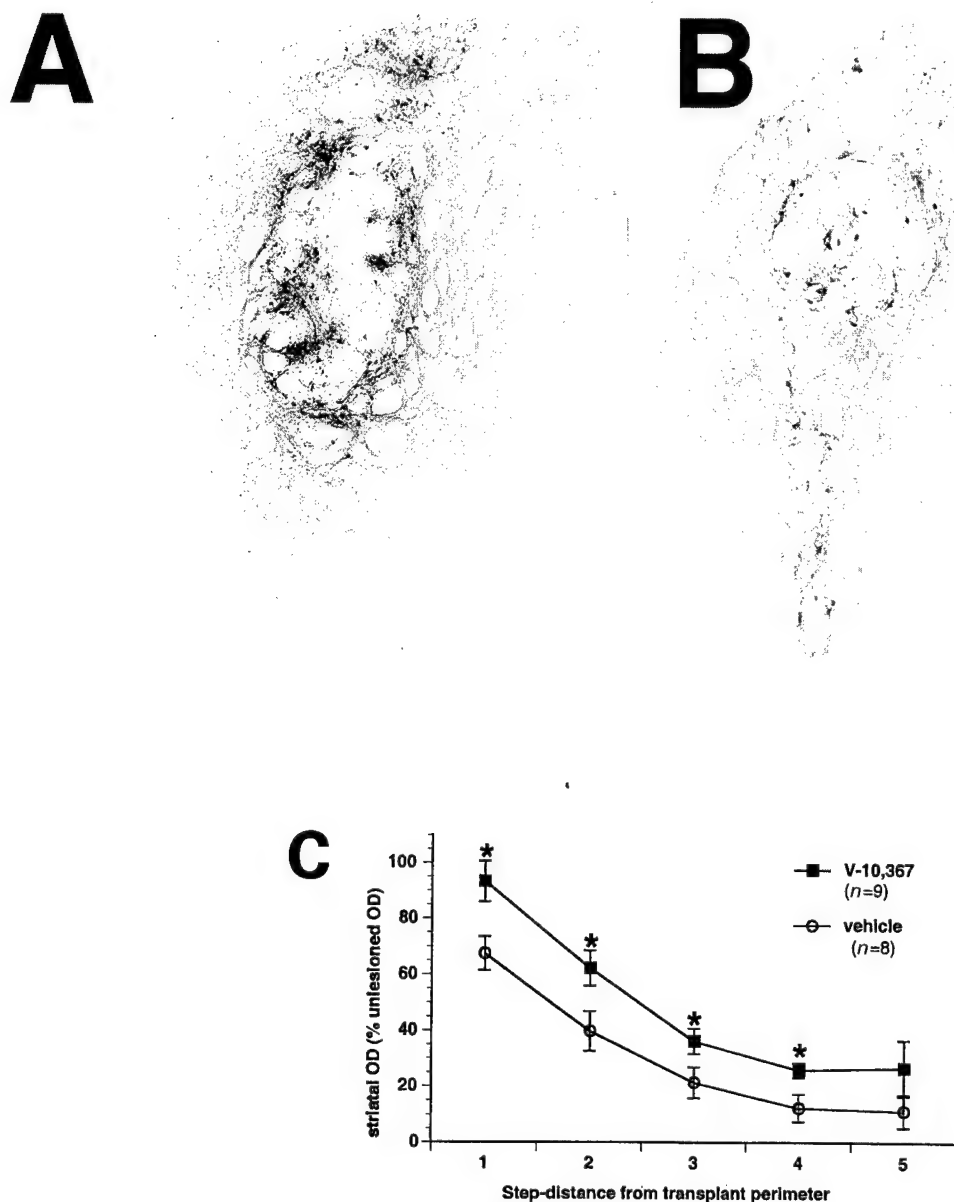 A
B
C
striatal OD (% unlesioned OD)
100
80
60
40
20
0
*
*
*
*
V-10,367
(n=9)
vehicle
(n=8)
1 2 3 4 5
Step-distance from transplant perimeter